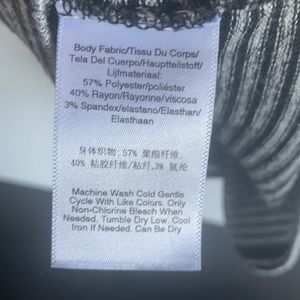 Body Fabric/Tissu Du Corps/
Tela Del Cuerpo/Hauptteilstoff/
Lijfmateriaal:
57% Polyester/poliéster
40% Rayon/Rayonne/viscosa
3% Spandex/elastano/Elasthan/
Elasthaan
身体织物: 57% 聚酯纤维,
40% 粘胶纤维/粘纤,3% 氨纶
Machine Wash Cold Gentle
Cycle With Like Colors. Only
Non-Chlorine Bleach When
Needed. Tumble Dry Low. Cool
Iron If Needed. Can Be Dry